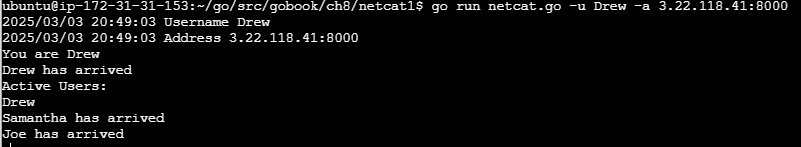 ubuntu@ip-172-31-31-153:~/go/src/gobook/ch8/netcat1$ go run netcat.go -u Drew -a 3.22.118.41:8000
2025/03/03 20:49:03 Username Drew
2025/03/03 20:49:03 Address 3.22.118.41:8000
You are Drew
Drew has arrived
Active Users:
Drew
Samantha has arrived
Joe has arrived